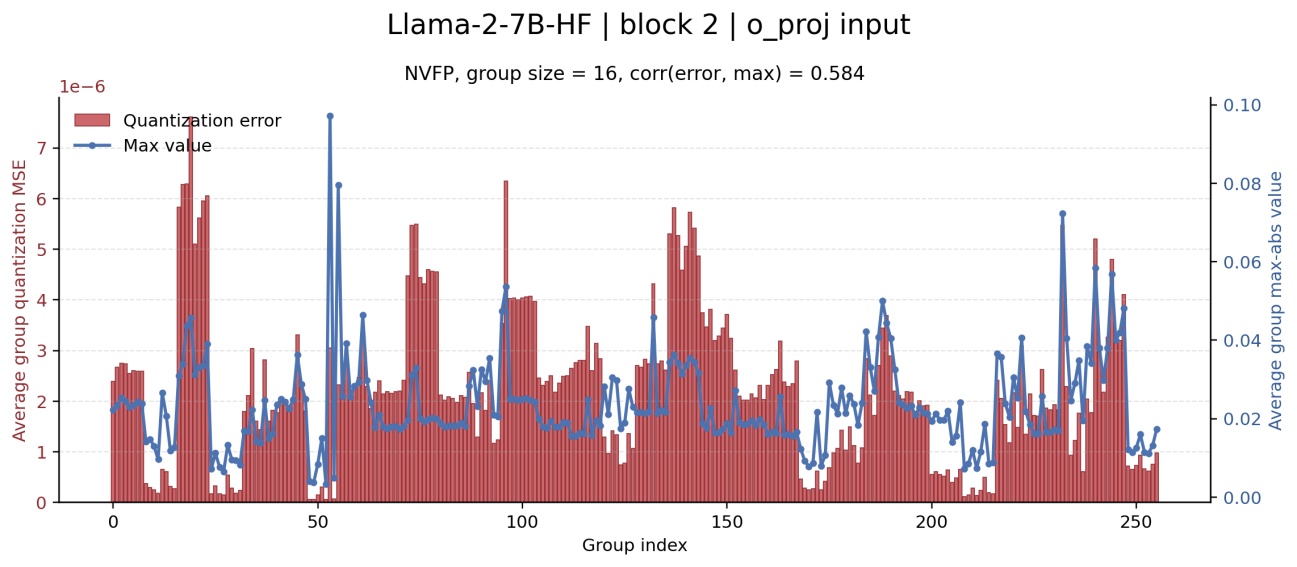 Llama-2-7B-HF | block 2 | o_proj input
NVFP, group size = 16, corr(error, max) = 0.584
1e−6
Quantization error
Max value
Average group quantization MSE
7
6
5
4
3
2
1
0
0.10
0.08
0.06
0.04
0.02
0.00
Average group max-abs value
0 50 100 150 200 250
Group index